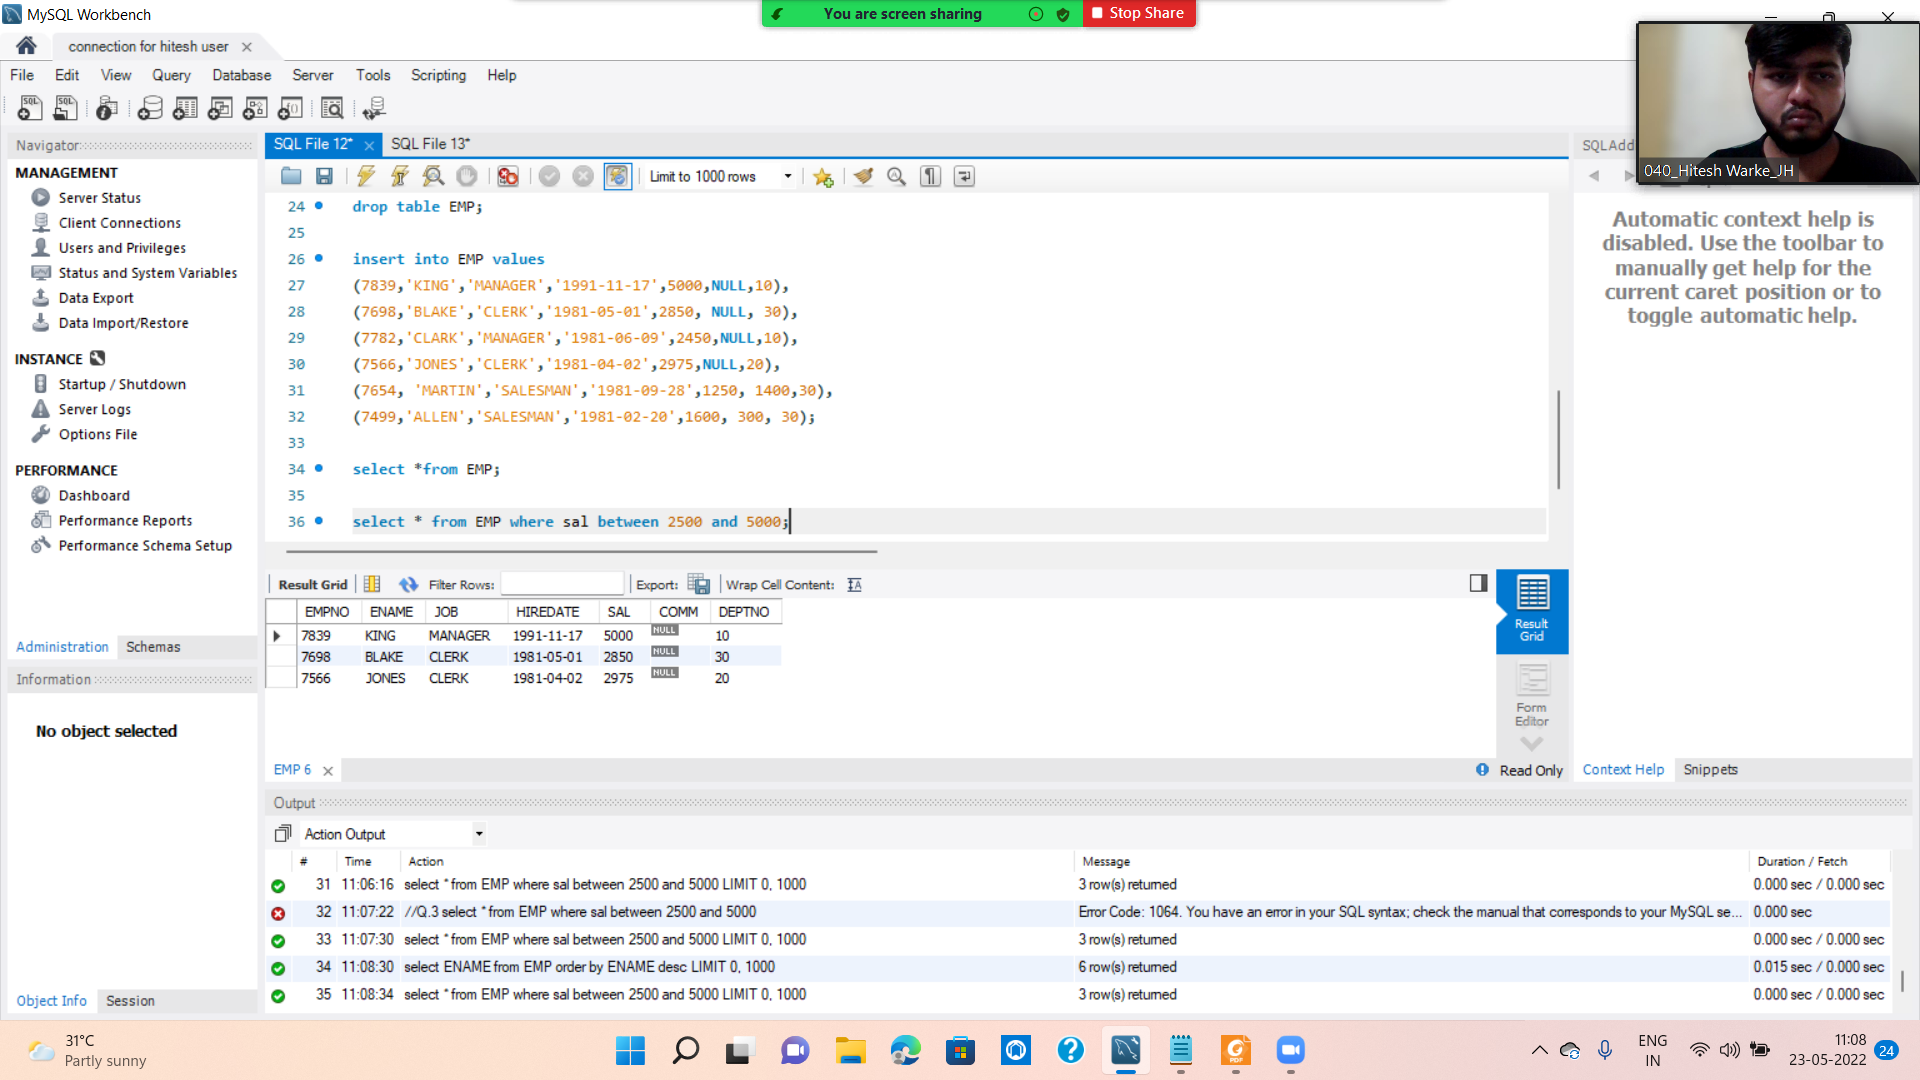 MySQL Workbench
You are screen sharing
Stop Share
connection for hitesh user
File Edit View Query Database Server Tools Scripting Help
040_Hitesh Warke_JH
Navigator
MANAGEMENT
Server Status
Client Connections
Users and Privileges
Status and System Variables
Data Export
Data Import/Restore
INSTANCE
Startup / Shutdown
Server Logs
Options File
PERFORMANCE
Dashboard
Performance Reports
Performance Schema Setup
Administration Schemas
Information
No object selected
Object Info Session
SQL File 12* SQL File 13*
Limit to 1000 rows
24 drop table EMP;
25
26 insert into EMP values
27 (7839,'KING','MANAGER','1991-11-17',5000,NULL,10),
28 (7698,'BLAKE','CLERK','1981-05-01',2850, NULL, 30),
29 (7782,'CLARK','MANAGER','1981-06-09',2450,NULL,10),
30 (7566,'JONES','CLERK','1981-04-02',2975,NULL,20),
31 (7654, 'MARTIN','SALESMAN','1981-09-28',1250, 1400,30),
32 (7499,'ALLEN','SALESMAN','1981-02-20',1600, 300, 30);
33
34 select *from EMP;
35
36 select * from EMP where sal between 2500 and 5000;
Result Grid Filter Rows: Export: Wrap Cell Content:
EMPNO ENAME JOB HIREDATE SAL COMM DEPTNO
7839 KING MANAGER 1991-11-17 5000 NULL 10
7698 BLAKE CLERK 1981-05-01 2850 NULL 30
7566 JONES CLERK 1981-04-02 2975 NULL 20
Result
Grid
Form
Editor
EMP 6
Read Only
SQLAdd
Automatic context help is
disabled. Use the toolbar to
manually get help for the
current caret position or to
toggle automatic help.
Context Help Snippets
Output
Action Output
# Time Action Message Duration / Fetch
31 11:06:16 select * from EMP where sal between 2500 and 5000 LIMIT 0, 1000 3 row(s) returned 0.000 sec / 0.000 sec
32 11:07:22 //Q.3 select * from EMP where sal between 2500 and 5000 Error Code: 1064. You have an error in your SQL syntax; check the manual that corresponds to your MySQL se... 0.000 sec
33 11:07:30 select * from EMP where sal between 2500 and 5000 LIMIT 0, 1000 3 row(s) returned 0.000 sec / 0.000 sec
34 11:08:30 select ENAME from EMP order by ENAME desc LIMIT 0, 1000 6 row(s) returned 0.015 sec / 0.000 sec
35 11:08:34 select * from EMP where sal between 2500 and 5000 LIMIT 0, 1000 3 row(s) returned 0.000 sec / 0.000 sec
31°C
Partly sunny
ENG
IN
11:08
23-05-2022
24